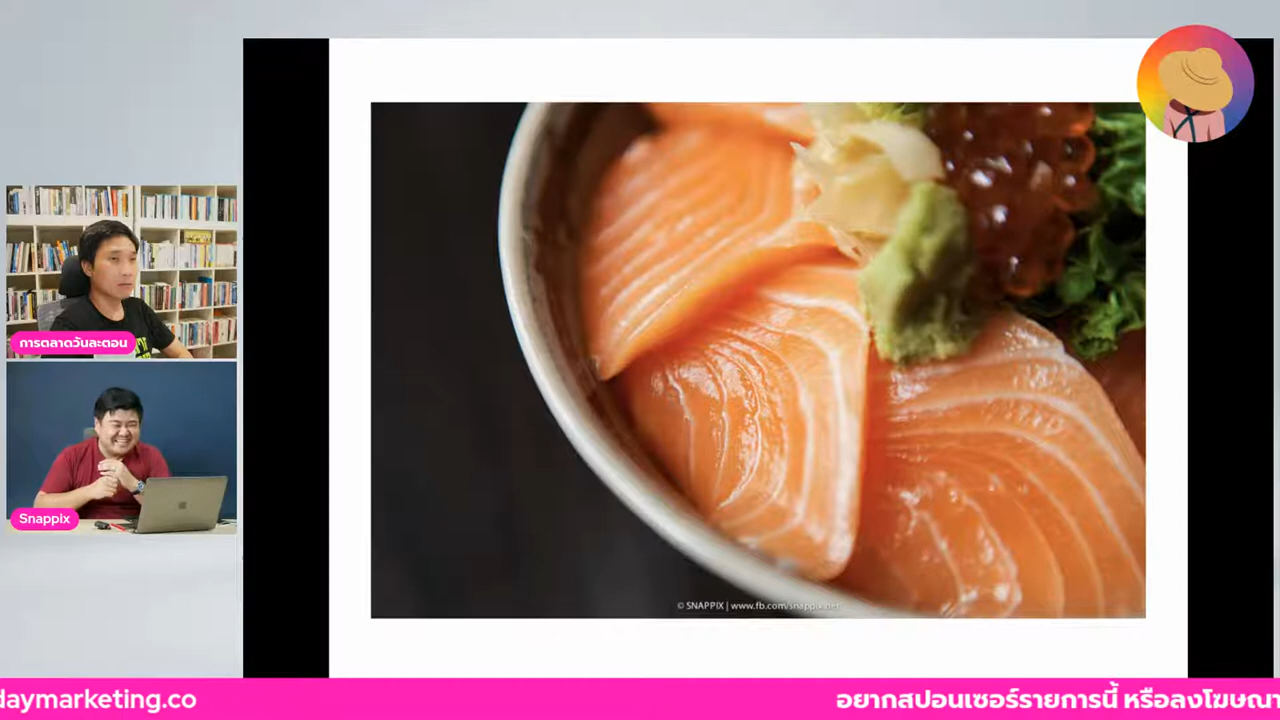 การตลาดวันละตอน
Snappix
© SNAPPIX | www.fb.com/snappix.net
daymarketing.co
อยากสปอนเซอร์รายการนี้ หรือลงโฆษณา